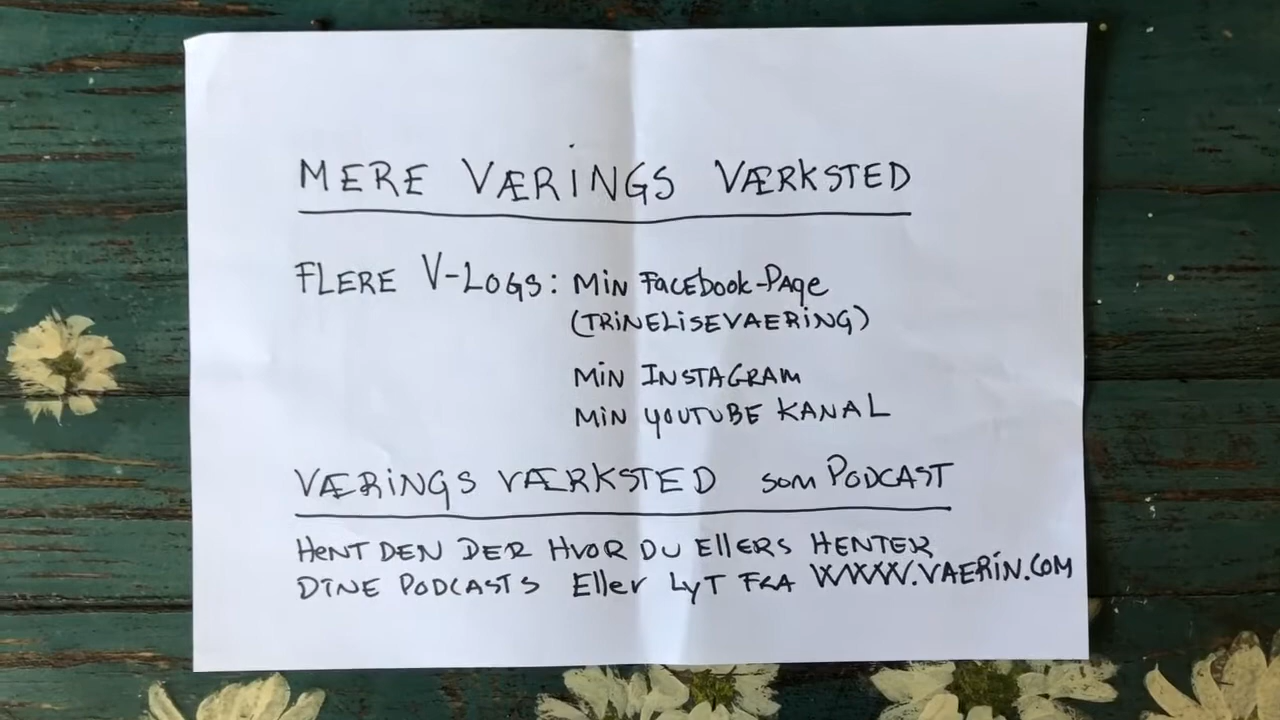 MERE VÆRINGS VÆRKSTED
FLERE V-LOGS: MIN FACEBOOK-PAGE
(TRINELISEVAERING)
MIN INSTAGRAM
MIN YOUTUBE KANAL
VÆRINGS VÆRKSTED SOM PODCAST
HENT DEN DER HVOR DU ELLERS HENTER
DINE PODCASTS ELLER LYT FRA WWW.VAERIN.COM